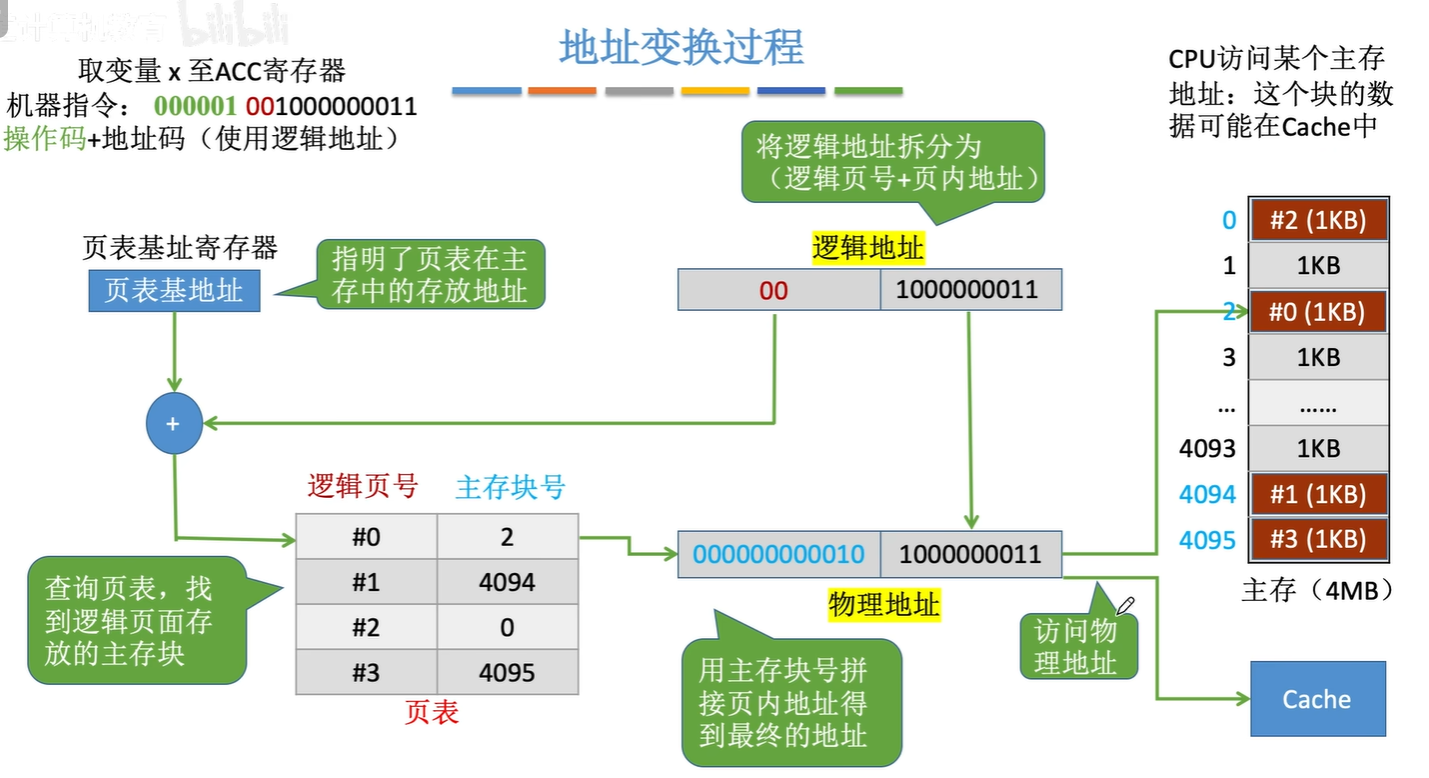 计算机教育 bilibili
地址变换过程
取变量 x 至ACC寄存器
机器指令： 000001 001000000011
操作码+地址码（使用逻辑地址）
CPU访问某个主存
地址：这个块的数
据可能在Cache中
将逻辑地址拆分为
（逻辑页号+页内地址）
页表基址寄存器
页表基地址
指明了页表在主
存中的存放地址
逻辑地址
00 1000000011
+
逻辑页号 主存块号
#0 2
#1 4094
#2 0
#3 4095
页表
查询页表，找
到逻辑页面存
放的主存块
000000000010 1000000011
物理地址
用主存块号拼
接页内地址得
到最终的地址
访问物
理地址
0 #2 (1KB)
1 1KB
2 #0 (1KB)
3 1KB
... ......
4093 1KB
4094 #1 (1KB)
4095 #3 (1KB)
主存（4MB）
Cache